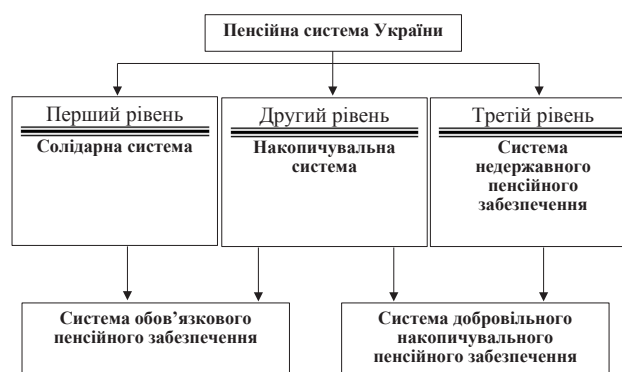 Пенсійна система України
Перший рівень
Солідарна система
Другий рівень
Накопичувальна
система
Третій рівень
Система
недержавного
пенсійного
забезпечення
Система обов’язкового
пенсійного забезпечення
Система добровільного
накопичувального
пенсійного забезпечення